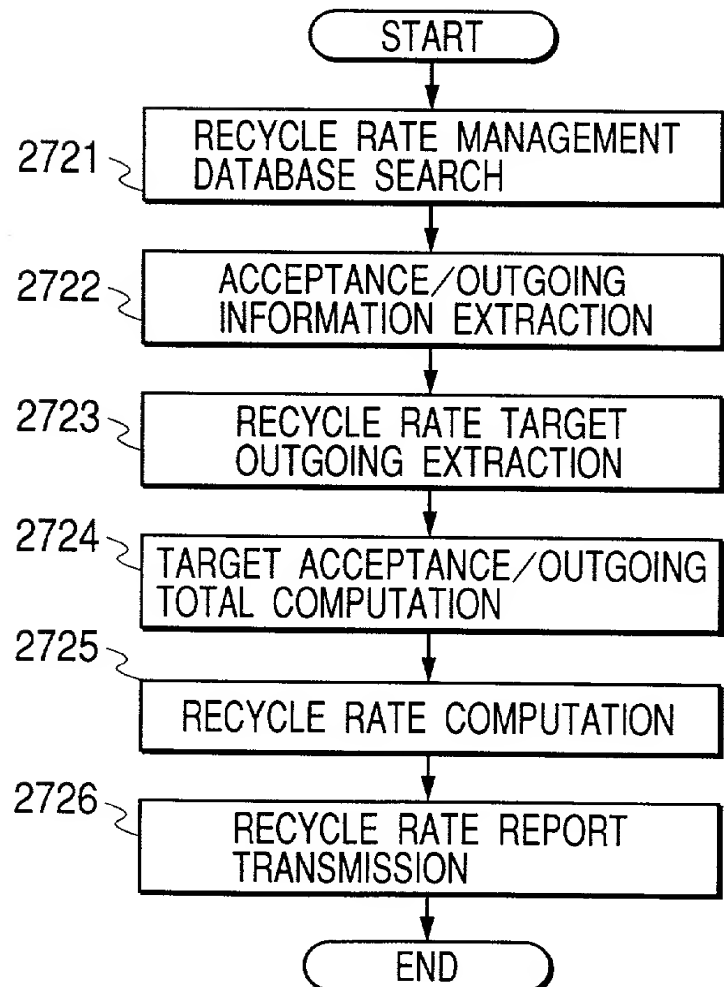 START
2721
RECYCLE RATE MANAGEMENT
DATABASE SEARCH
2722
ACCEPTANCE/OUTGOING
INFORMATION EXTRACTION
2723
RECYCLE RATE TARGET
OUTGOING EXTRACTION
2724
TARGET ACCEPTANCE/OUTGOING
TOTAL COMPUTATION
2725
RECYCLE RATE COMPUTATION
2726
RECYCLE RATE REPORT
TRANSMISSION
END